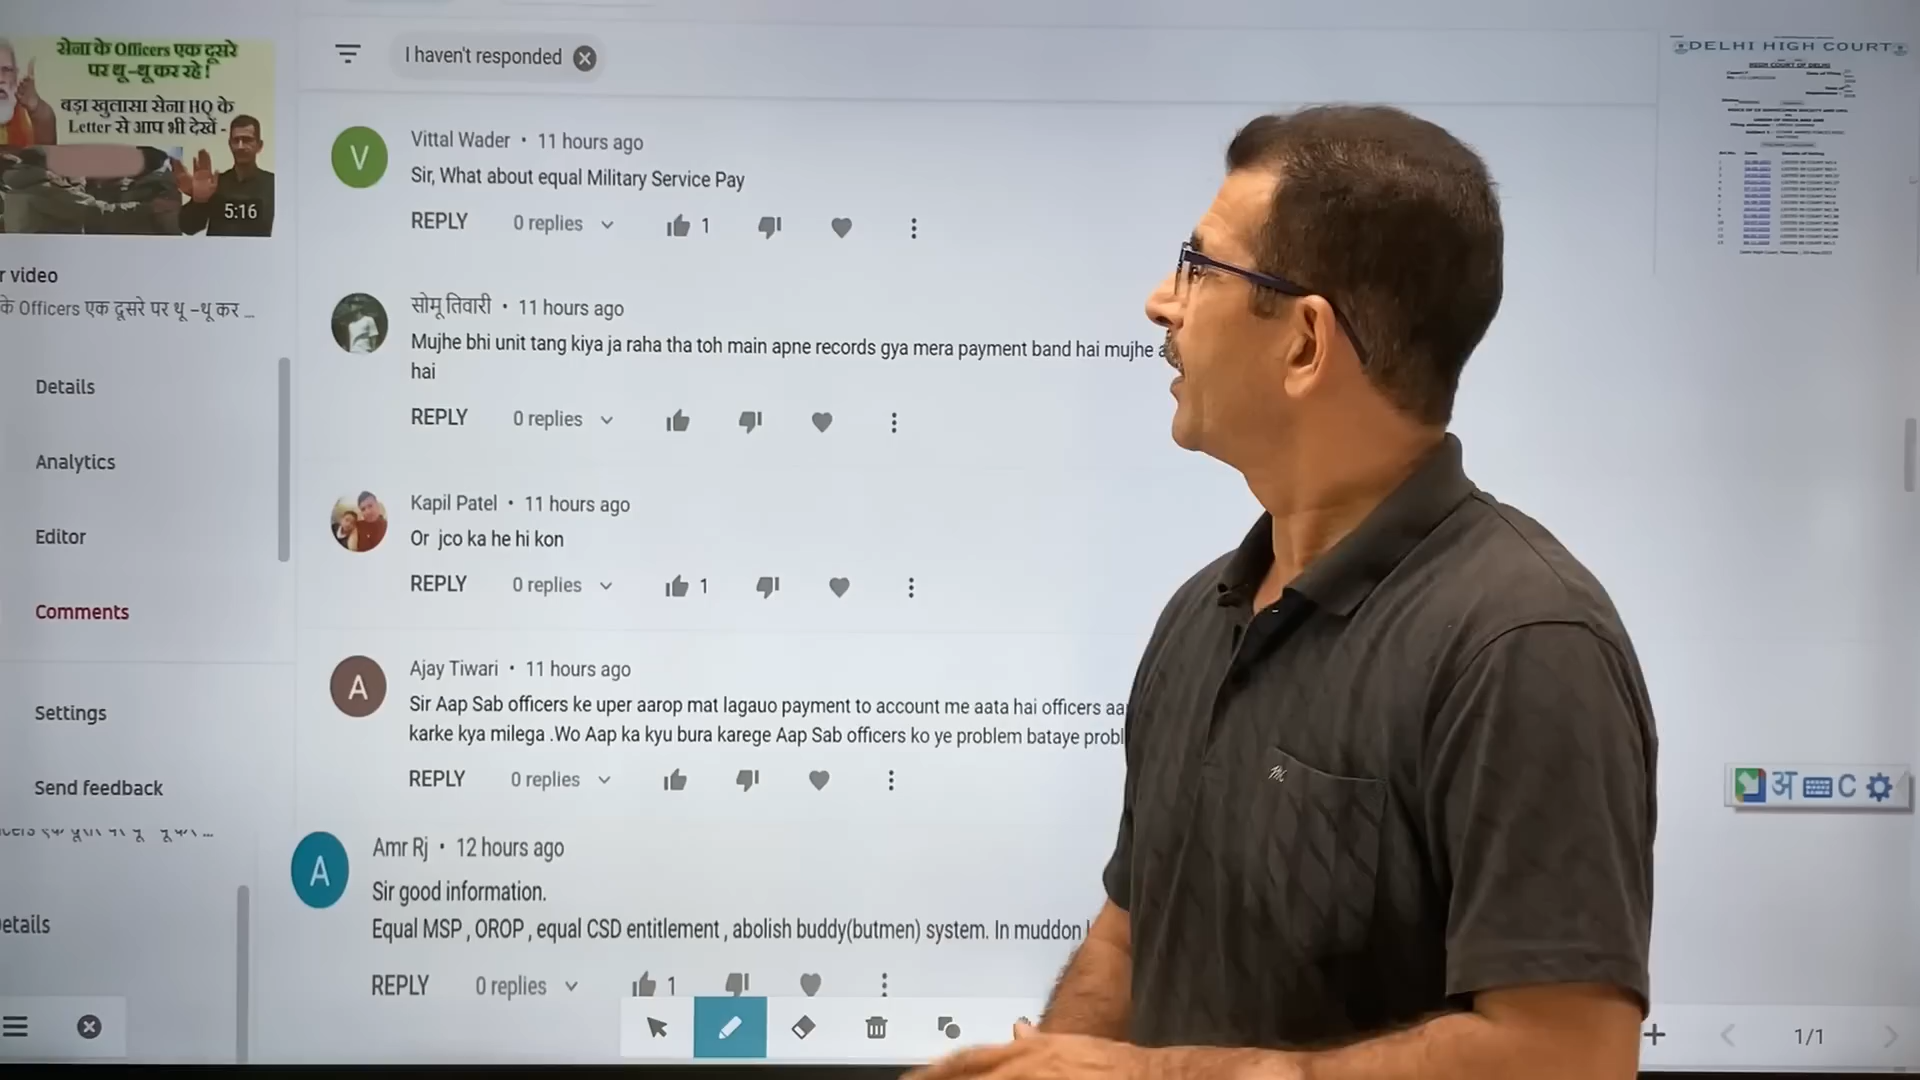 सेना के Officers एक दूसरे
पर थू-थू कर रहे!
बड़ा खुलासा सेना HQ के
Letter से आप भी देखें -
5:16
r video
के Officers एक दूसरे पर थू -थू कर ...
Details
Analytics
Editor
Comments
Settings
Send feedback
etails
I haven't responded
Vittal Wader • 11 hours ago
Sir, What about equal Military Service Pay
REPLY 0 replies 1
सोमू तिवारी • 11 hours ago
Mujhe bhi unit tang kiya ja raha tha toh main apne records gya mera payment band hai mujhe a
hai
REPLY 0 replies
Kapil Patel • 11 hours ago
Or jco ka he hi kon
REPLY 0 replies 1
A
Ajay Tiwari • 11 hours ago
Sir Aap Sab officers ke uper aarop mat lagauo payment to account me aata hai officers aa
karke kya milega .Wo Aap ka kyu bura karege Aap Sab officers ko ye problem bataye probl
REPLY 0 replies
A
Amr Rj • 12 hours ago
Sir good information.
Equal MSP , OROP , equal CSD entitlement , abolish buddy(butmen) system. In muddon
REPLY 0 replies 1
V
DELHI HIGH COURT
HIGH COURT OF DELHI
अ C
1/1